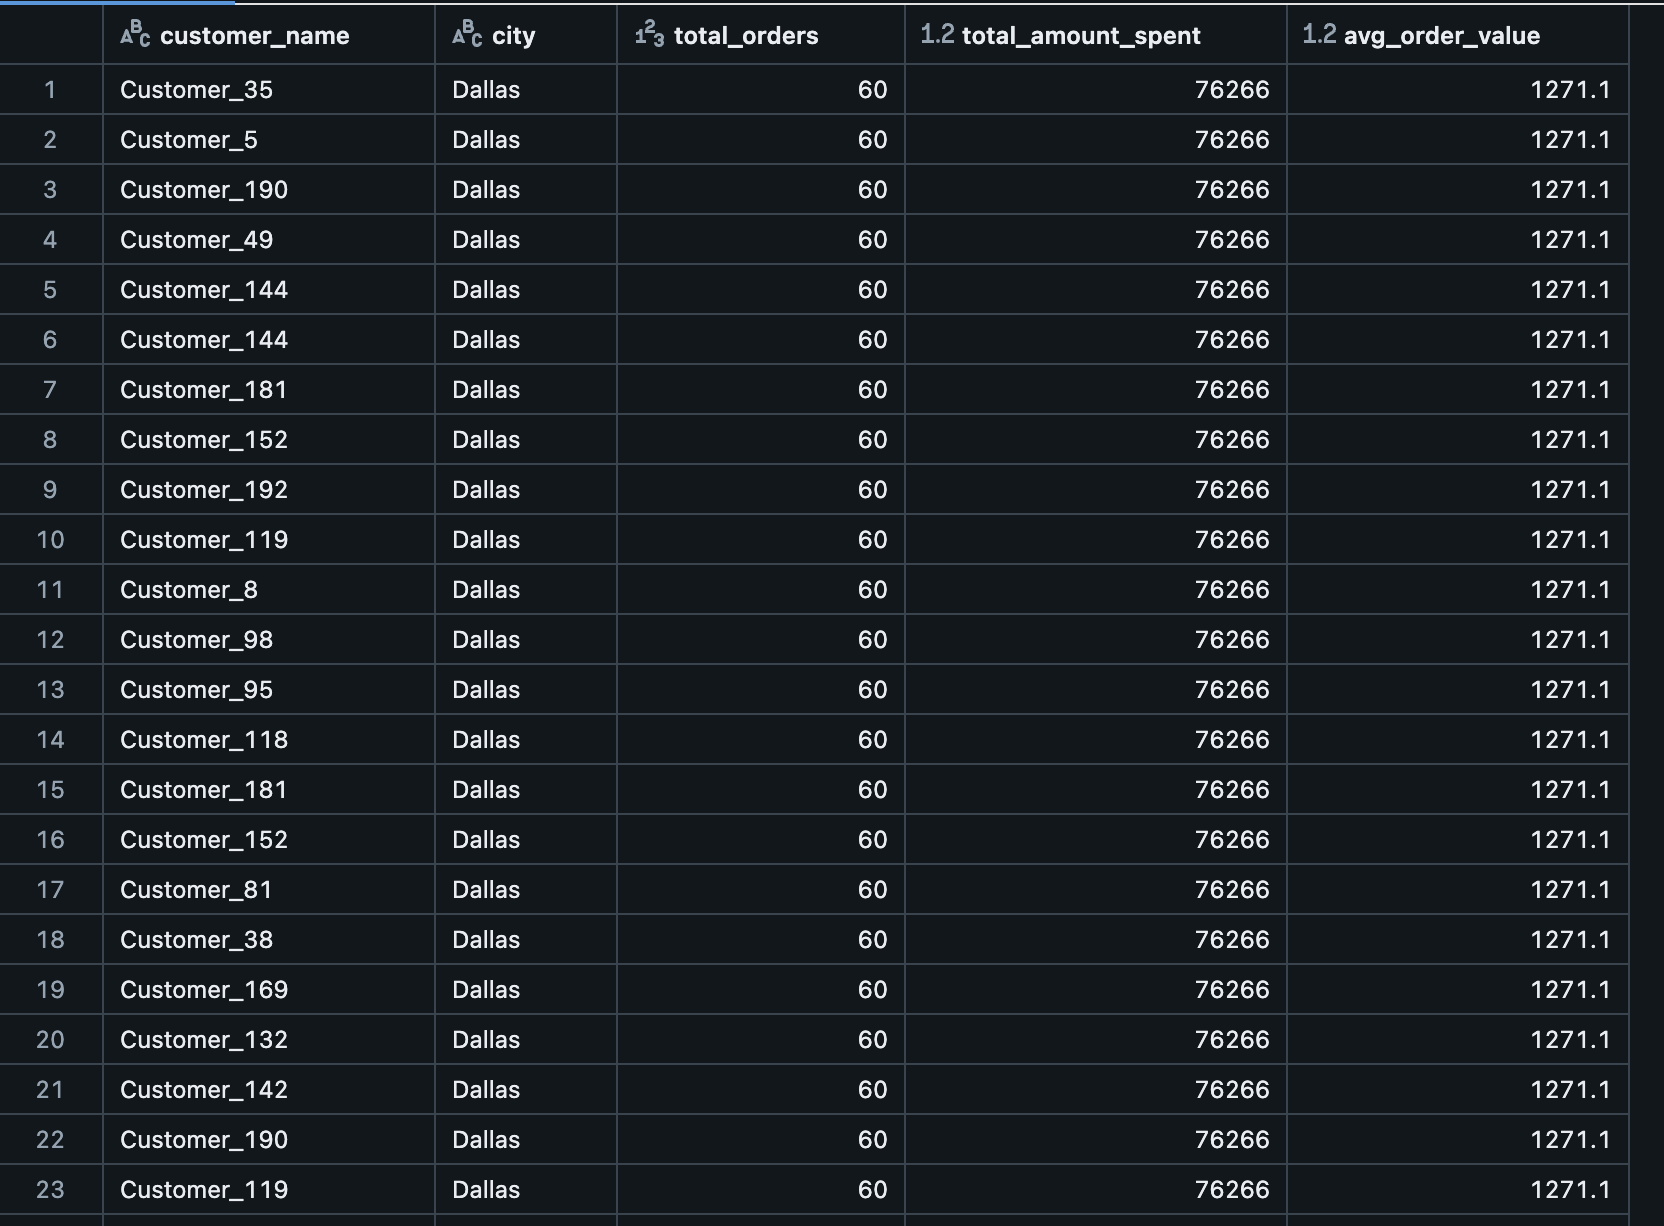 ABC customer_name ABC city 123 total_orders 1.2 total_amount_spent 1.2 avg_order_value
1 Customer_35 Dallas 60 76266 1271.1
2 Customer_5 Dallas 60 76266 1271.1
3 Customer_190 Dallas 60 76266 1271.1
4 Customer_49 Dallas 60 76266 1271.1
5 Customer_144 Dallas 60 76266 1271.1
6 Customer_144 Dallas 60 76266 1271.1
7 Customer_181 Dallas 60 76266 1271.1
8 Customer_152 Dallas 60 76266 1271.1
9 Customer_192 Dallas 60 76266 1271.1
10 Customer_119 Dallas 60 76266 1271.1
11 Customer_8 Dallas 60 76266 1271.1
12 Customer_98 Dallas 60 76266 1271.1
13 Customer_95 Dallas 60 76266 1271.1
14 Customer_118 Dallas 60 76266 1271.1
15 Customer_181 Dallas 60 76266 1271.1
16 Customer_152 Dallas 60 76266 1271.1
17 Customer_81 Dallas 60 76266 1271.1
18 Customer_38 Dallas 60 76266 1271.1
19 Customer_169 Dallas 60 76266 1271.1
20 Customer_132 Dallas 60 76266 1271.1
21 Customer_142 Dallas 60 76266 1271.1
22 Customer_190 Dallas 60 76266 1271.1
23 Customer_119 Dallas 60 76266 1271.1